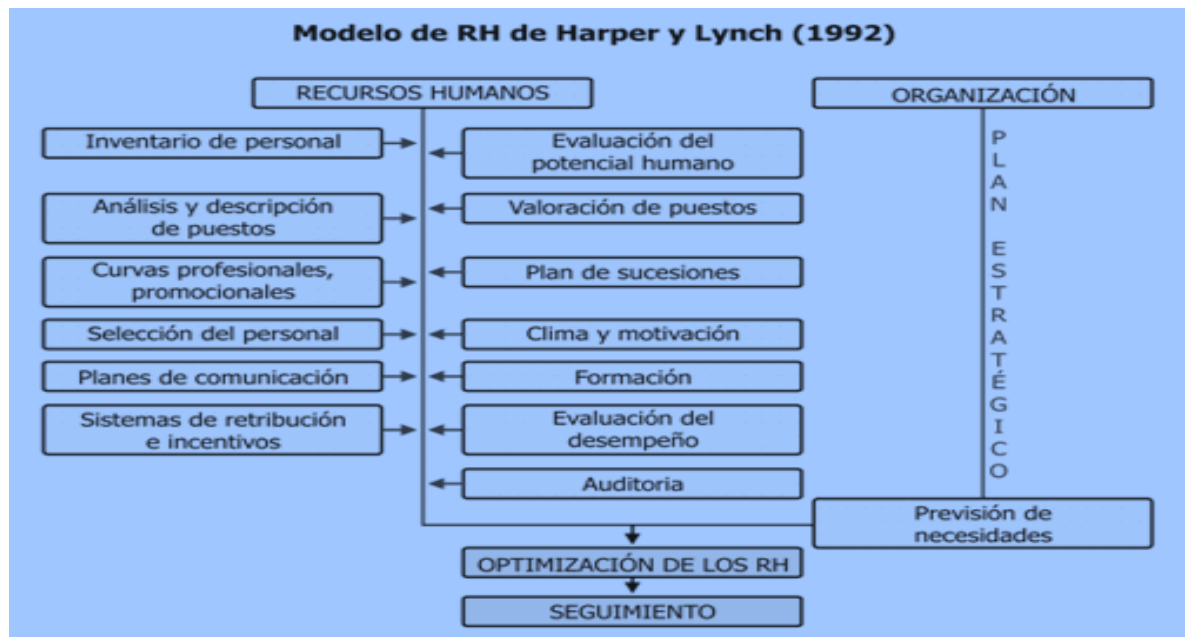 Modelo de RH de Harper y Lynch (1992)
RECURSOS HUMANOS
ORGANIZACIÓN
Inventario de personal
Evaluación del
potencial humano
Análisis y descripción
de puestos
Valoración de puestos
Curvas profesionales,
promocionales
Plan de sucesiones
Selección del personal
Clima y motivación
Planes de comunicación
Formación
Sistemas de retribución
e incentivos
Evaluación del
desempeño
Auditoria
PLAN ESTRATÉGICO
Previsión de
necesidades
OPTIMIZACIÓN DE LOS RH
SEGUIMIENTO